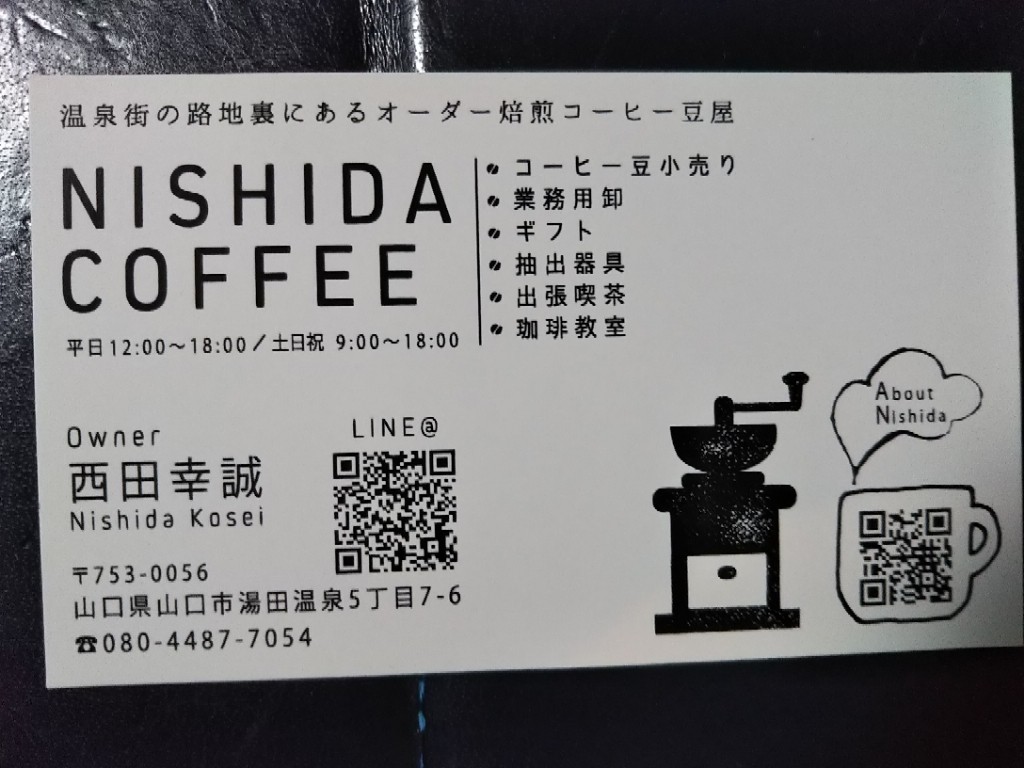 温泉街の路地裏にあるオーダー焙煎コーヒー豆屋
NISHIDA
COFFEE
平日12:00～18:00／土日祝 9:00～18:00
コーヒー豆小売り
業務用卸
ギフト
抽出器具
出張喫茶
珈琲教室
Owner
西田幸誠
Nishida Kosei
LINE@
〒753-0056
山口県山口市湯田温泉5丁目7-6
☎080-4487-7054
About
Nishida